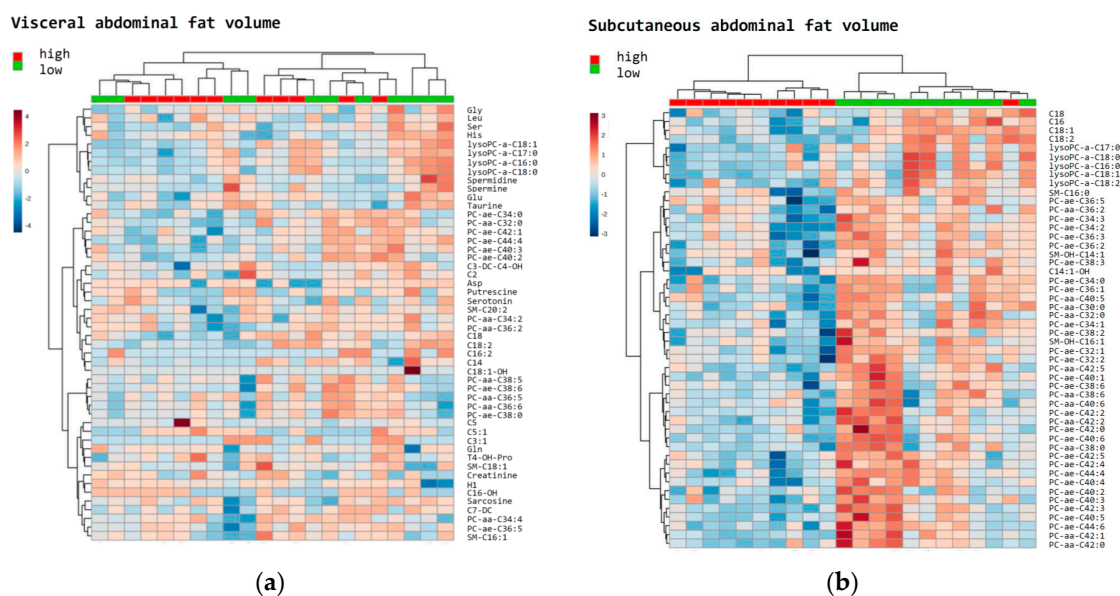 Visceral abdominal fat volume
high
low
4
2
0
-2
-4
Gly
Leu
Ser
His
lysoPC-a-C18:1
lysoPC-a-C17:0
lysoPC-a-C16:0
lysoPC-a-C18:0
Spermidine
Spermine
Glu
Taurine
PC-ae-C34:0
PC-aa-C32:0
PC-ae-C42:1
PC-aa-C44:4
PC-ae-C40:3
PC-ae-C40:2
C3-DC-C4-OH
C2
Asp
Putrescine
Serotonin
SM-C20:2
PC-aa-C34:2
PC-aa-C36:2
C18
C18:2
C16:2
C14
C18:1-OH
PC-aa-C38:5
PC-ae-C38:6
PC-aa-C36:5
PC-aa-C36:6
PC-ae-C38:0
C5
C5:1
C3:1
Gln
T4-OH-Pro
SM-C18:1
Creatinine
H1
C16-OH
Sarcosine
C7-DC
PC-aa-C34:4
PC-ae-C36:5
SM-C16:1
(a)
Subcutaneous abdominal fat volume
high
low
3
2
1
0
-1
-2
-3
C18
C16
C18:1
C18:2
lysoPC-a-C17:0
lysoPC-a-C18:0
lysoPC-a-C16:0
lysoPC-a-C18:1
lysoPC-a-C18:2
SM-C16:0
PC-ae-C36:5
PC-aa-C36:2
PC-ae-C34:3
PC-ae-C34:2
PC-ae-C36:3
PC-ae-C36:2
SM-OH-C14:1
PC-ae-C38:3
C14:1-OH
PC-ae-C34:0
PC-ae-C36:1
PC-aa-C40:5
PC-aa-C30:0
PC-aa-C32:0
PC-ae-C34:1
PC-ae-C38:2
SM-OH-C16:1
PC-ae-C32:1
PC-ae-C32:2
PC-aa-C42:5
PC-ae-C40:1
PC-ae-C38:6
PC-aa-C38:6
PC-aa-C40:6
PC-ae-C42:2
PC-aa-C42:2
PC-ae-C42:0
PC-ae-C40:6
PC-aa-C38:0
PC-ae-C42:5
PC-aa-C42:4
PC-ae-C44:4
PC-ae-C40:4
PC-ae-C40:2
PC-ae-C40:3
PC-ae-C42:3
PC-ae-C40:5
PC-ae-C44:6
PC-aa-C42:1
PC-aa-C42:0
(b)